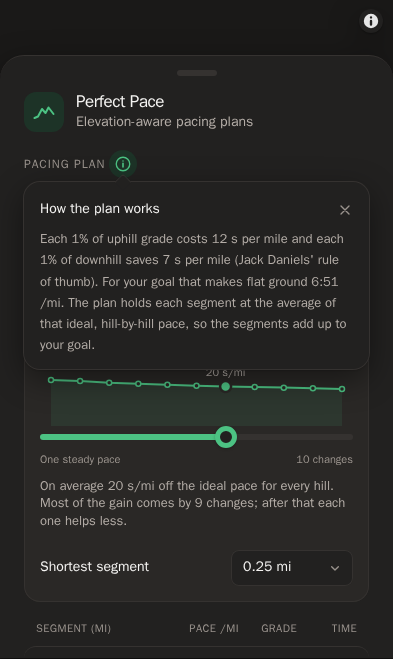 Perfect Pace
Elevation-aware pacing plans
PACING PLAN
How the plan works
Each 1% of uphill grade costs 12 s per mile and each
1% of downhill saves 7 s per mile (Jack Daniels' rule
of thumb). For your goal that makes flat ground 6:51
/mi. The plan holds each segment at the average of
that ideal, hill-by-hill pace, so the segments add up to
your goal.
20 s/mi
One steady pace
10 changes
On average 20 s/mi off the ideal pace for every hill.
Most of the gain comes by 9 changes; after that each
one helps less.
Shortest segment
0.25 mi
SEGMENT (MI) PACE /MI GRADE TIME